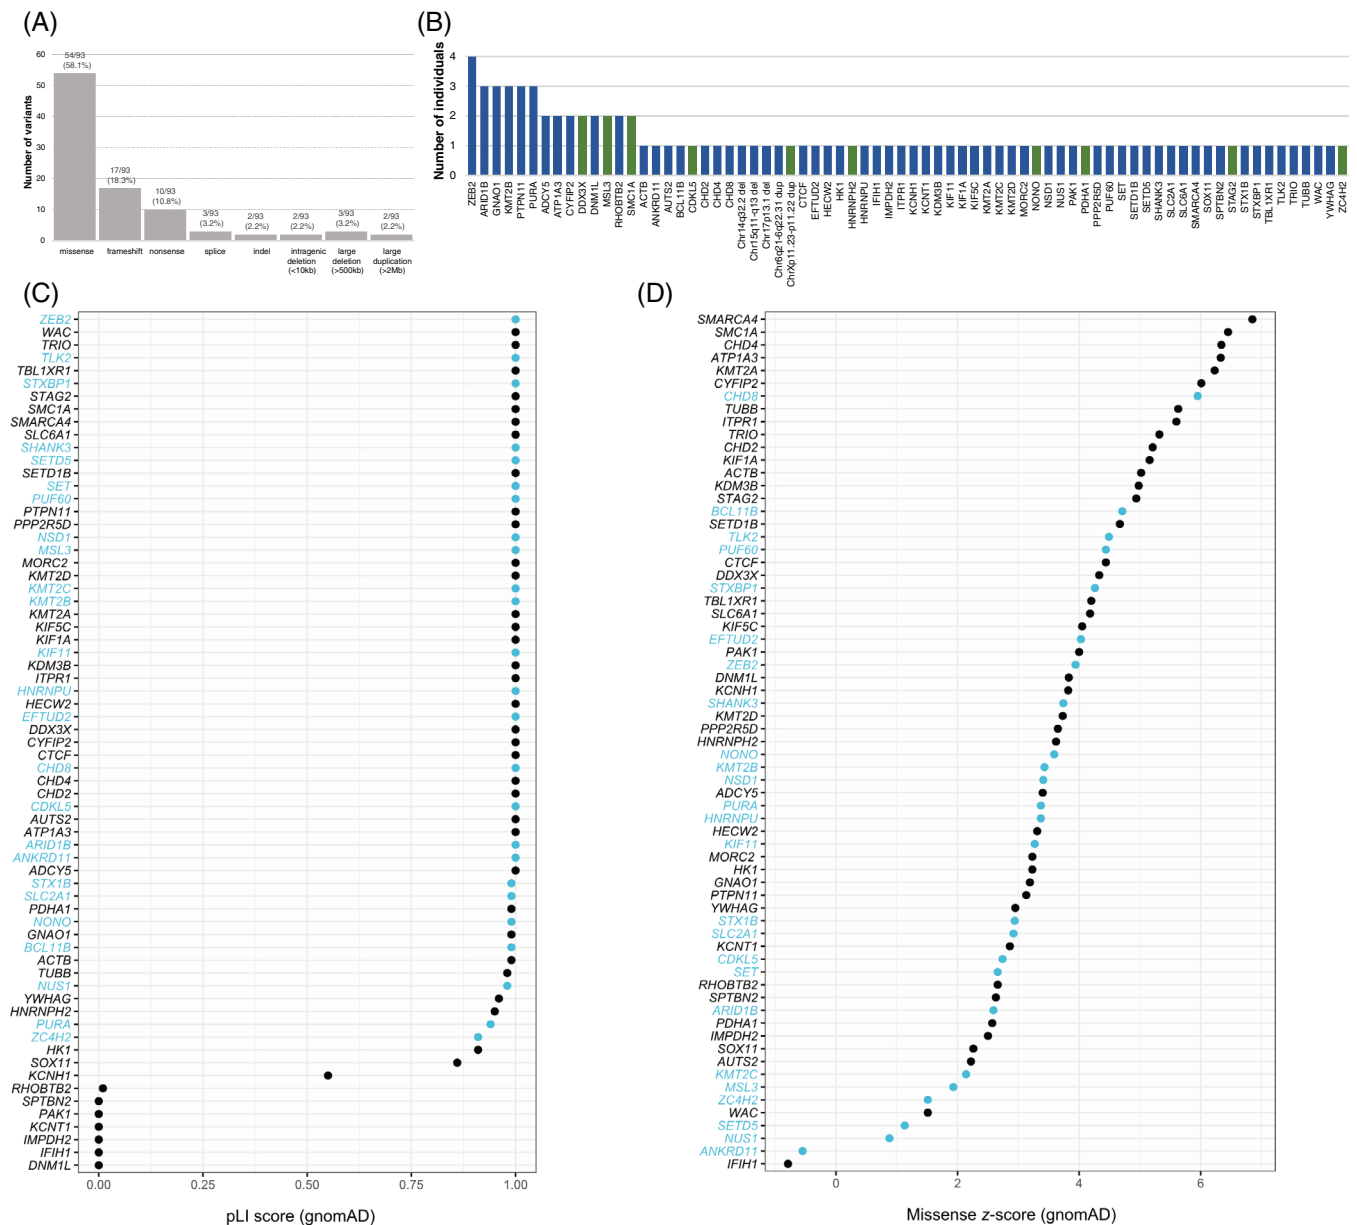 (A)
Number of variants
60
50
40
30
20
10
0
54/93
(58.1%)
17/93
(18.3%)
10/93
(10.8%)
3/93
(3.2%)
2/93
(2.2%)
2/93
(2.2%)
3/93
(3.2%)
2/93
(2.2%)
missense
frameshift
nonsense
splice
indel
intragenic
deletion
(<10kb)
large
deletion
(>500kb)
large
duplication
(>2Mb)
(B)
Number of individuals
4
3
2
1
0
ZEB2
ARID1B
GNAO1
KMT2B
PTPN11
PURA
ADCY5
ATP1A3
CYFIP2
DDX3X
DNM1L
MSL3
RHOBTB2
SMC1A
ACTB
ANKRD11
AUTS2
BCL11B
CDKL5
CHD2
CHD4
CHD8
Chr14q32.2 del
Chr15q11-q13 del
Chr17p13.1 del
Chr6q21-6q22.31 dup
ChrXp11.23-p11.22 dup
CTCF
EFTUD2
HECW2
HK1
HNRNPH2
HNRNPU
IFIH1
IMPDH2
ITPR1
KCNH1
KCNT1
KDM3B
KIF11
KIF1A
KIF5C
KMT2A
KMT2C
KMT2D
MORC2
NONO
NSD1
NUS1
PAK1
PDHA1
PPP2R5D
PUF60
SET
SETD1B
SETD5
SHANK3
SLC2A1
SLC6A1
SMARCA4
SOX11
SPTBN2
STAG2
STX1B
STXBP1
TBL1XR1
TLK2
TRIO
TUBB
WAC
YWHAG
ZC4H2
(C)
ZEB2
WAC
TRIO
TLK2
TBL1XR1
STXBP1
STAG2
SMC1A
SMARCA4
SLC6A1
SHANK3
SETD5
SETD1B
SET
PUF60
PTPN11
PPP2R5D
NSD1
MSL3
MORC2
KMT2D
KMT2C
KMT2B
KMT2A
KIF5C
KIF1A
KIF11
KDM3B
ITPR1
HNRNPU
HECW2
EFTUD2
DDX3X
CYFIP2
CTCF
CHD8
CHD4
CHD2
CDKL5
AUTS2
ATP1A3
ARID1B
ANKRD11
ADCY5
STX1B
SLC2A1
PDHA1
NONO
GNAO1
BCL11B
ACTB
TUBB
NUS1
YWHAG
HNRNPH2
PURA
ZC4H2
HK1
SOX11
KCNH1
RHOBTB2
SPTBN2
PAK1
KCNT1
IMPDH2
IFIH1
DNM1L
0.00
0.25
0.50
0.75
1.00
pLI score (gnomAD)
(D)
SMARCA4
SMC1A
CHD4
ATP1A3
KMT2A
CYFIP2
CHD8
TUBB
ITPR1
TRIO
CHD2
KIF1A
ACTB
KDM3B
STAG2
BCL11B
SETD1B
TLK2
PUF60
CTCF
DDX3X
STXBP1
TBL1XR1
SLC6A1
KIF5C
EFTUD2
PAK1
ZEB2
DNM1L
KCNH1
SHANK3
KMT2D
PPP2R5D
HNRNPH2
NONO
KMT2B
NSD1
ADCY5
PURA
HNRNPU
HECW2
KIF11
MORC2
HK1
GNAO1
PTPN11
YWHAG
STX1B
SLC2A1
KCNT1
CDKL5
SET
RHOBTB2
SPTBN2
ARID1B
PDHA1
IMPDH2
SOX11
AUTS2
KMT2C
MSL3
ZC4H2
WAC
SETD5
NUS1
ANKRD11
IFIH1
0
2
4
6
Missense z-score (gnomAD)